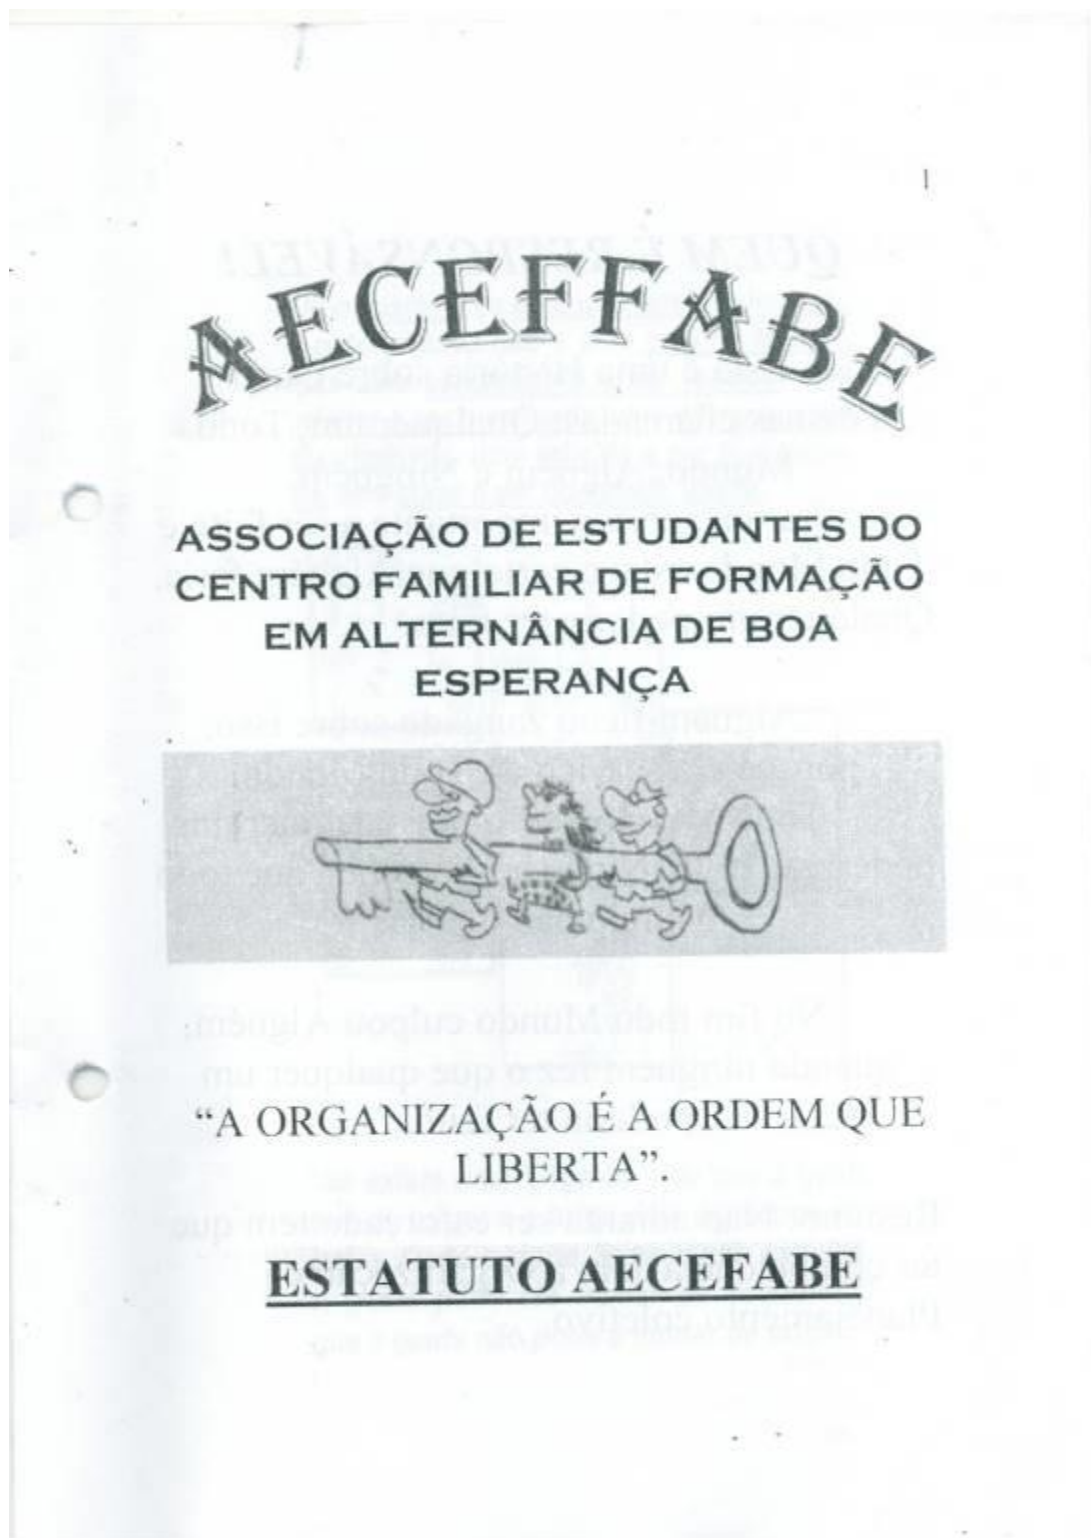 AECEFFABE
ASSOCIAÇÃO DE ESTUDANTES DO
CENTRO FAMILIAR DE FORMAÇÃO
EM ALTERNÂNCIA DE BOA
ESPERANÇA
“A ORGANIZAÇÃO É A ORDEM QUE
LIBERTA”.
ESTATUTO AECEFABE